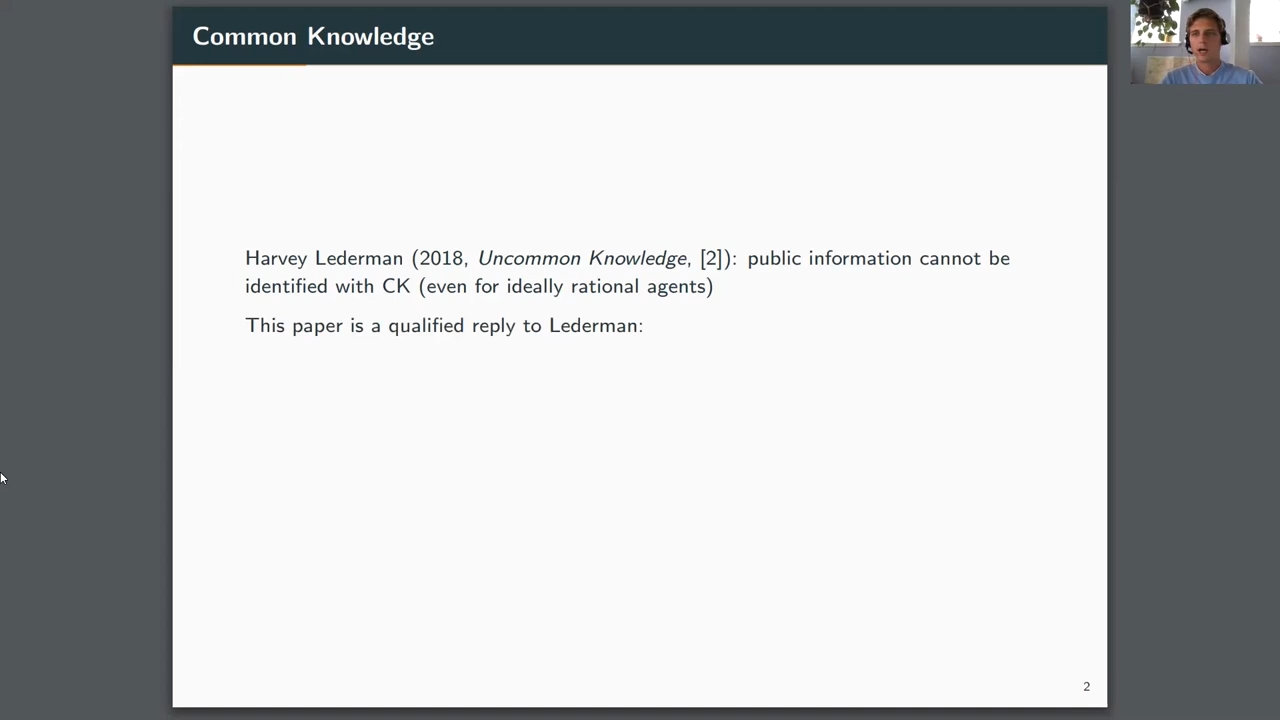 Common Knowledge
Harvey Lederman (2018, Uncommon Knowledge, [2]): public information cannot be
identified with CK (even for ideally rational agents)
This paper is a qualified reply to Lederman:
2